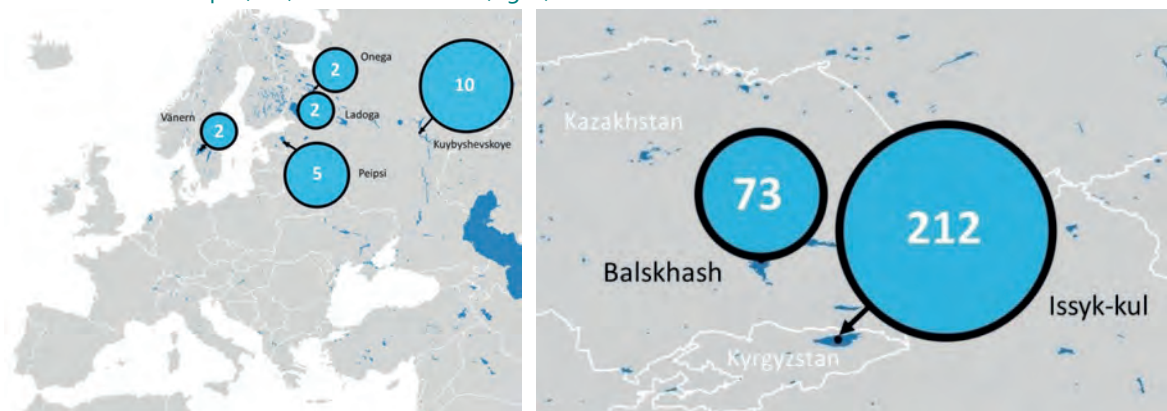 Onega
2
10
2
Ladoga
Vänern
2
Kuybyshevskoye
5
Peipsi
Kazakhstan
73
212
Balskhash
Issyk-kul
Kyrgyzstan